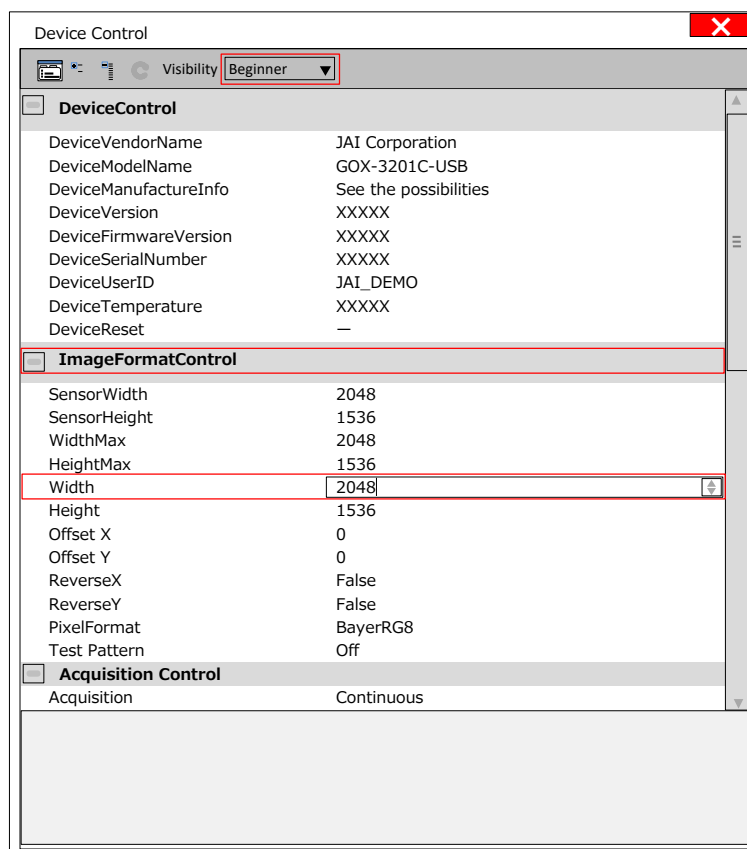 Device Control
Visibility Beginner
DeviceControl
DeviceVendorName JAI Corporation
DeviceModelName GOX-3201C-USB
DeviceManufactureInfo See the possibilities
DeviceVersion XXXXX
DeviceFirmwareVersion XXXXX
DeviceSerialNumber XXXXX
DeviceUserID JAI_DEMO
DeviceTemperature XXXXX
DeviceReset —
ImageFormatControl
SensorWidth 2048
SensorHeight 1536
WidthMax 2048
HeightMax 1536
Width 2048
Height 1536
Offset X 0
Offset Y 0
ReverseX False
ReverseY False
PixelFormat BayerRG8
Test Pattern Off
Acquisition Control
Acquisition Continuous